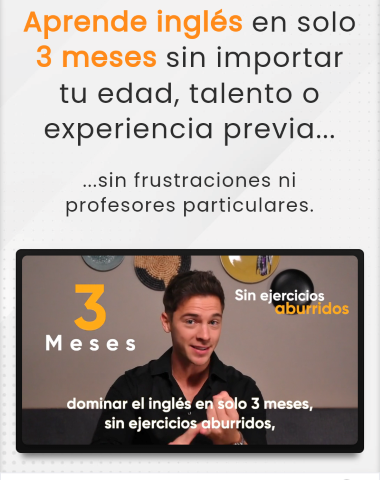 Aprende inglés en solo
3 meses sin importar
tu edad, talento o
experiencia previa...
...sin frustraciones ni
profesores particulares.
3
Meses
Sin ejercicios
aburridos
dominar el inglés en solo 3 meses,
sin ejercicios aburridos,